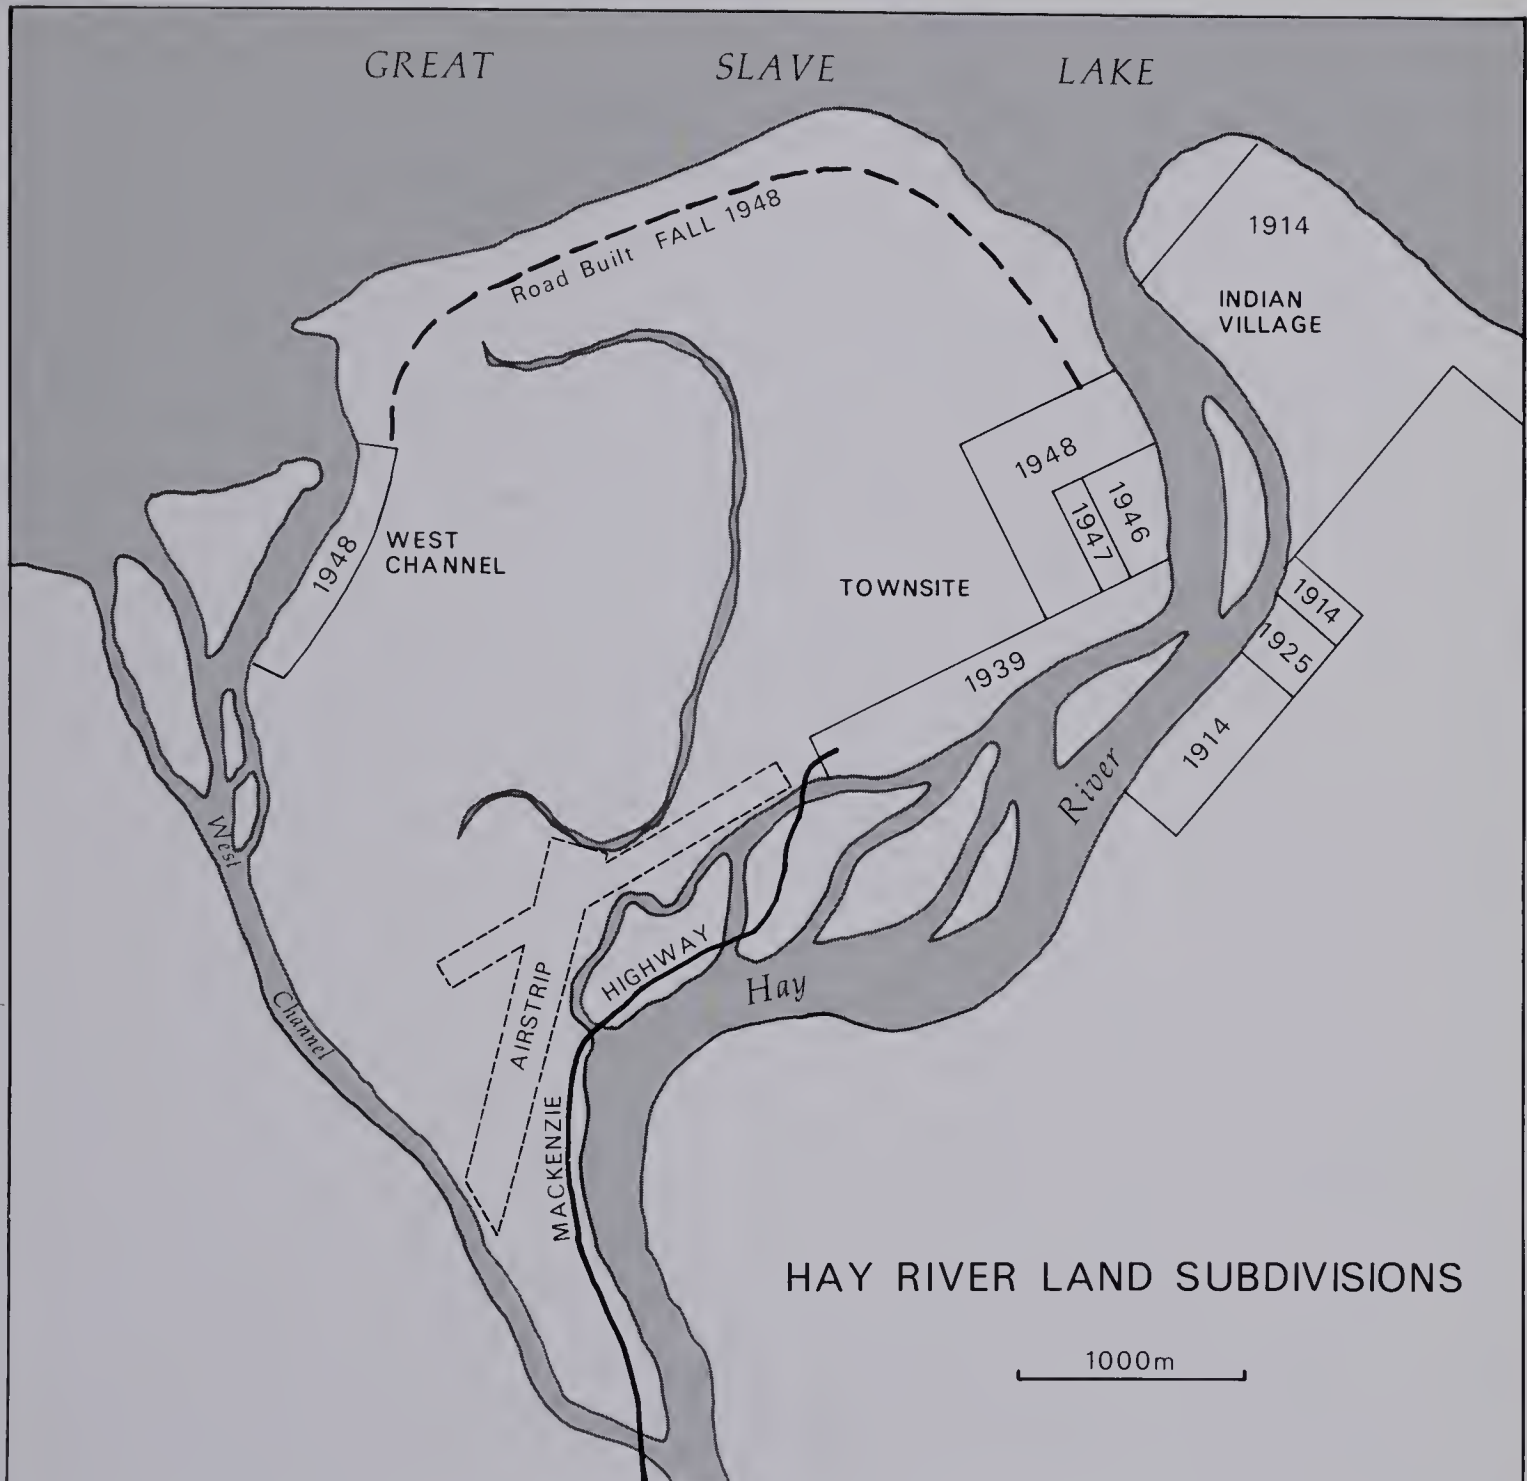 GREAT SLAVE LAKE
Road Built FALL 1948
1914
INDIAN
VILLAGE
1948
1946
1947
WEST
CHANNEL
1948
TOWNSITE
1914
1925
1939
1914
River
West
Channel
HIGHWAY
Hay
AIRSTRIP
MACKENZIE
HAY RIVER LAND SUBDIVISIONS
1000m